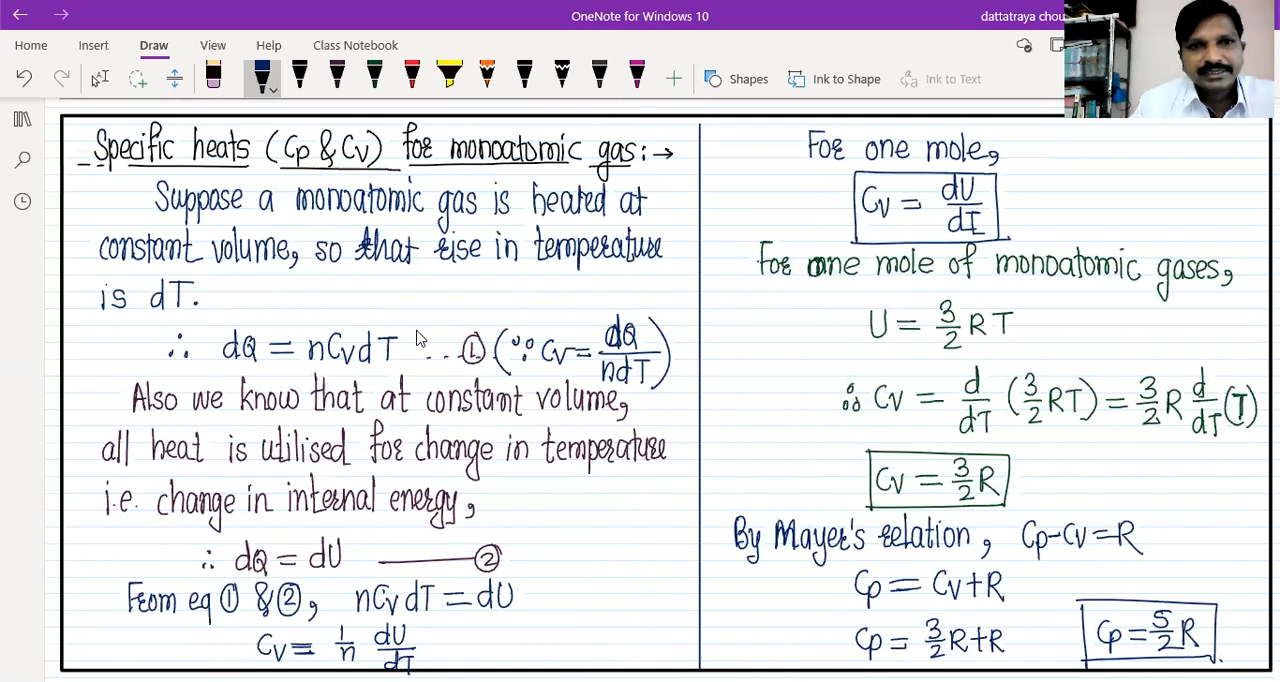 OneNote for Windows 10
dattatraya chou
Home Insert Draw View Help Class Notebook
Shapes Ink to Shape Ink to Text
Specific heats (Cp & Cv) for monoatomic gas:→
Suppose a monoatomic gas is heated at
constant volume, so that rise in temperature
is dT.
∴ dQ = nCvdT ... ① (∵ Cv = dQ/ndT)
Also we know that at constant volume,
all heat is utilised for change in temperature
i.e. change in internal energy,
∴ dQ = dU ——— ②
From eq ① & ②, nCvdT = dU
Cv = 1/n dU/dT
For one mole,
Cv = dU/dT
For one mole of monoatomic gases,
U = 3/2 RT
∴ Cv = d/dT (3/2 RT) = 3/2 R d/dT (T)
Cv = 3/2 R
By Mayer's relation, Cp-Cv=R
Cp = Cv+R
Cp = 3/2 R+R
Cp = 5/2 R